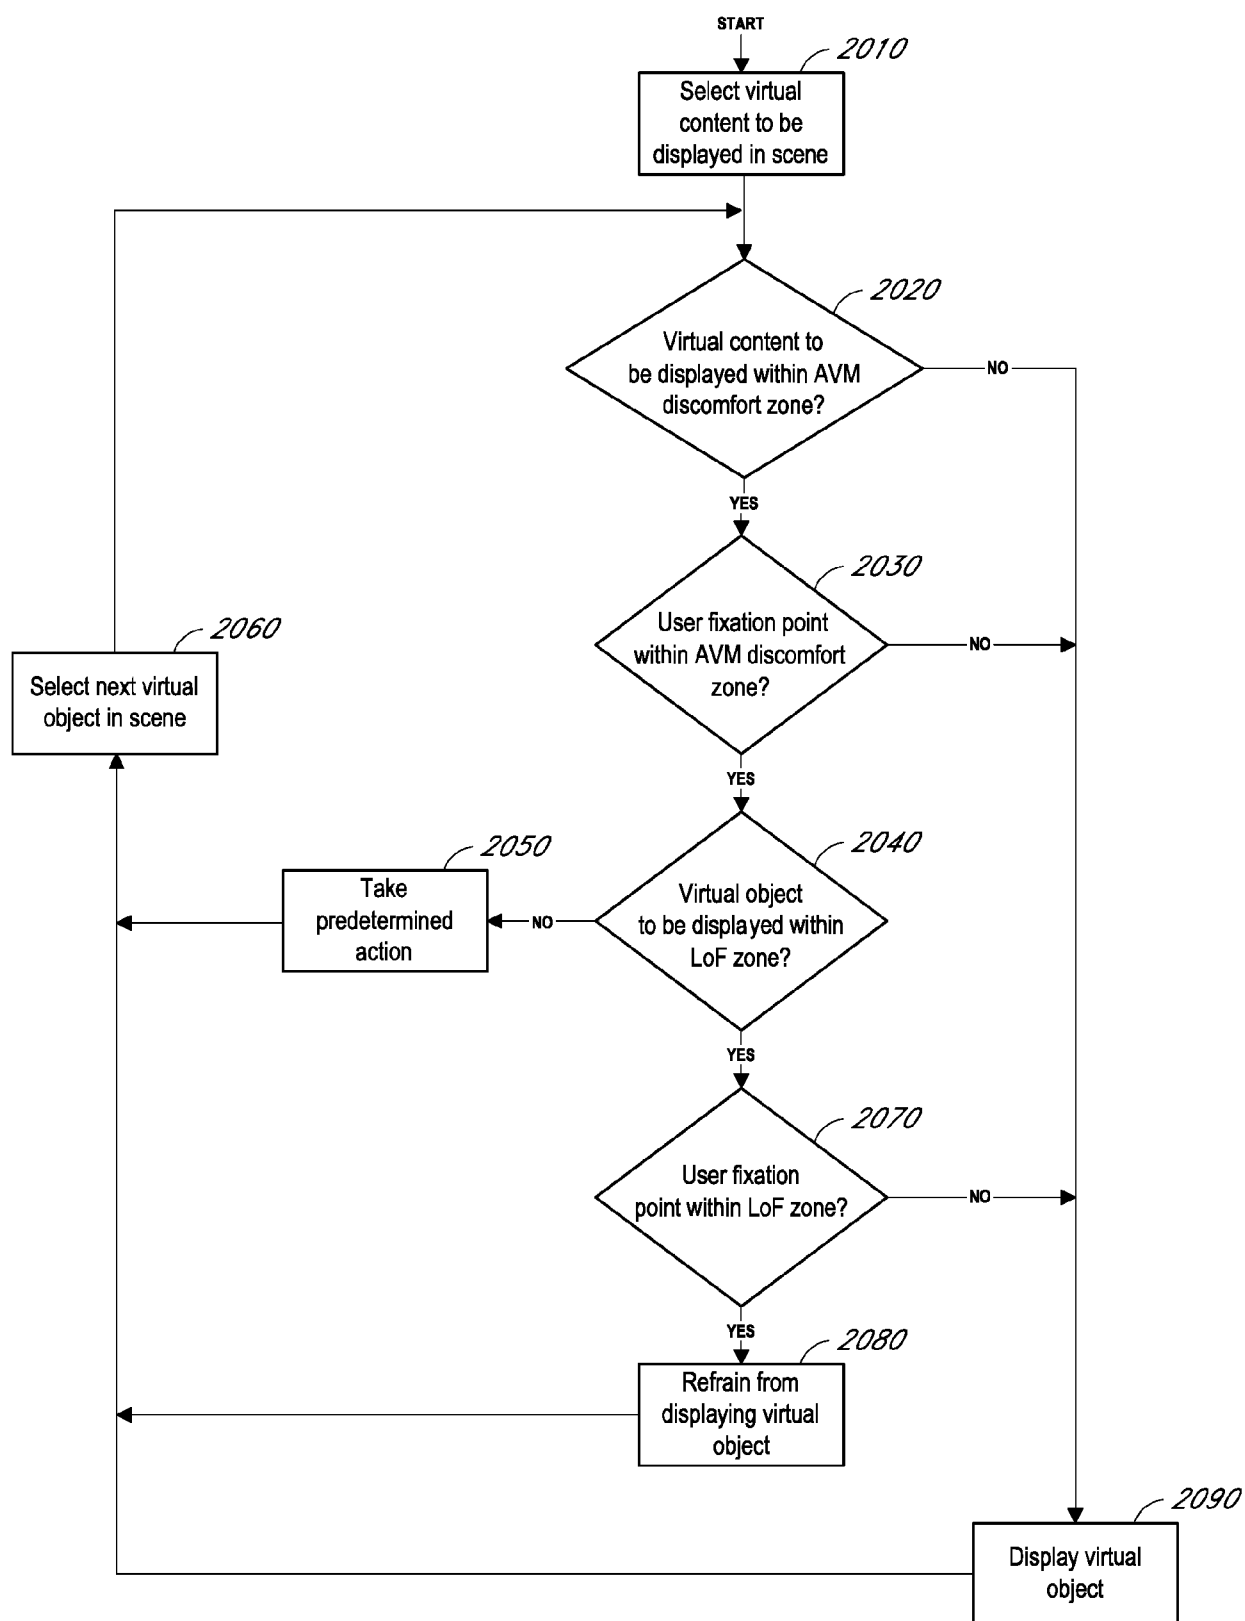 START
2010
Select virtual
content to be
displayed in scene
2020
Virtual content to
be displayed within AVM
discomfort zone?
NO
YES
2030
User fixation point
within AVM discomfort
zone?
NO
2060
Select next virtual
object in scene
YES
2040
2050
Virtual object
to be displayed within
LoF zone?
Take
predetermined
action
NO
YES
2070
User fixation
point within LoF zone?
NO
YES
2080
Refrain from
displaying virtual
object
2090
Display virtual
object